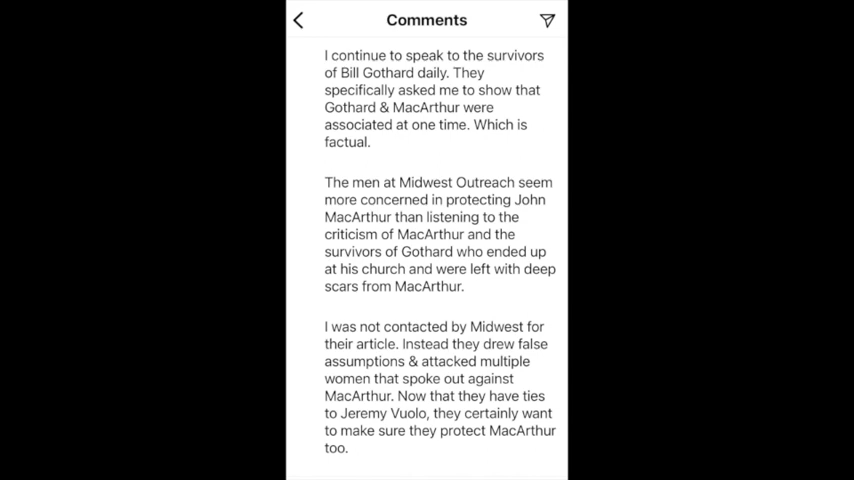 Comments
I continue to speak to the survivors
of Bill Gothard daily. They
specifically asked me to show that
Gothard & MacArthur were
associated at one time. Which is
factual.
The men at Midwest Outreach seem
more concerned in protecting John
MacArthur than listening to the
criticism of MacArthur and the
survivors of Gothard who ended up
at his church and were left with deep
scars from MacArthur.
I was not contacted by Midwest for
their article. Instead they drew false
assumptions & attacked multiple
women that spoke out against
MacArthur. Now that they have ties
to Jeremy Vuolo, they certainly want
to make sure they protect MacArthur
too.